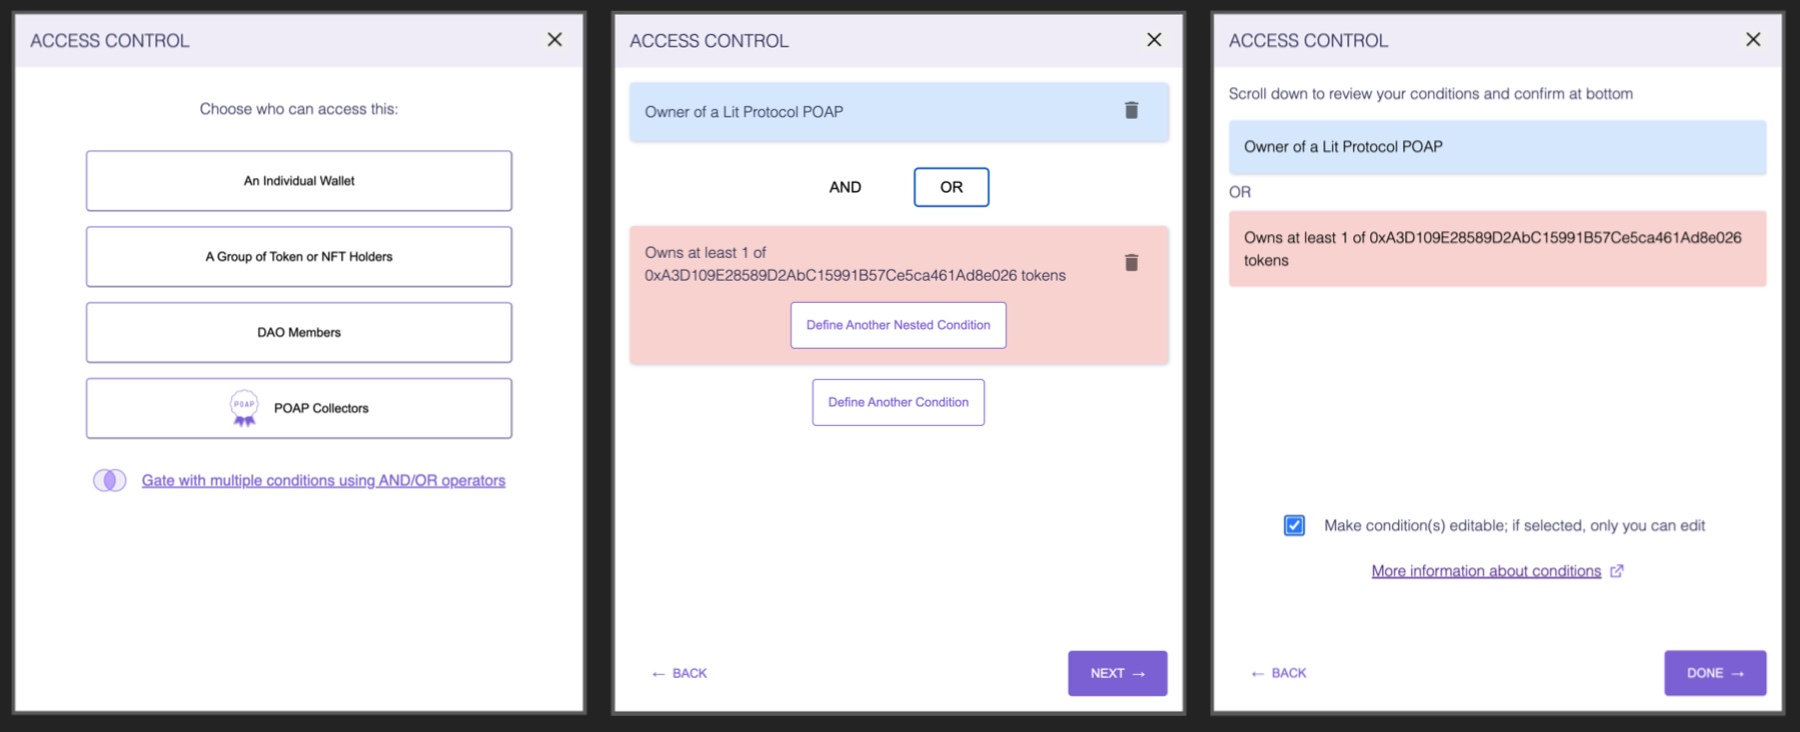 ACCESS CONTROL
Choose who can access this:
An Individual Wallet
A Group of Token or NFT Holders
DAO Members
POAP
POAP Collectors
Gate with multiple conditions using AND/OR operators
ACCESS CONTROL
Owner of a Lit Protocol POAP
AND
OR
Owns at least 1 of
0xA3D109E28589D2AbC15991B57Ce5ca461Ad8e026 tokens
Define Another Nested Condition
Define Another Condition
← BACK
NEXT →
ACCESS CONTROL
Scroll down to review your conditions and confirm at bottom
Owner of a Lit Protocol POAP
OR
Owns at least 1 of 0xA3D109E28589D2AbC15991B57Ce5ca461Ad8e026
tokens
Make condition(s) editable; if selected, only you can edit
More information about conditions
← BACK
DONE →